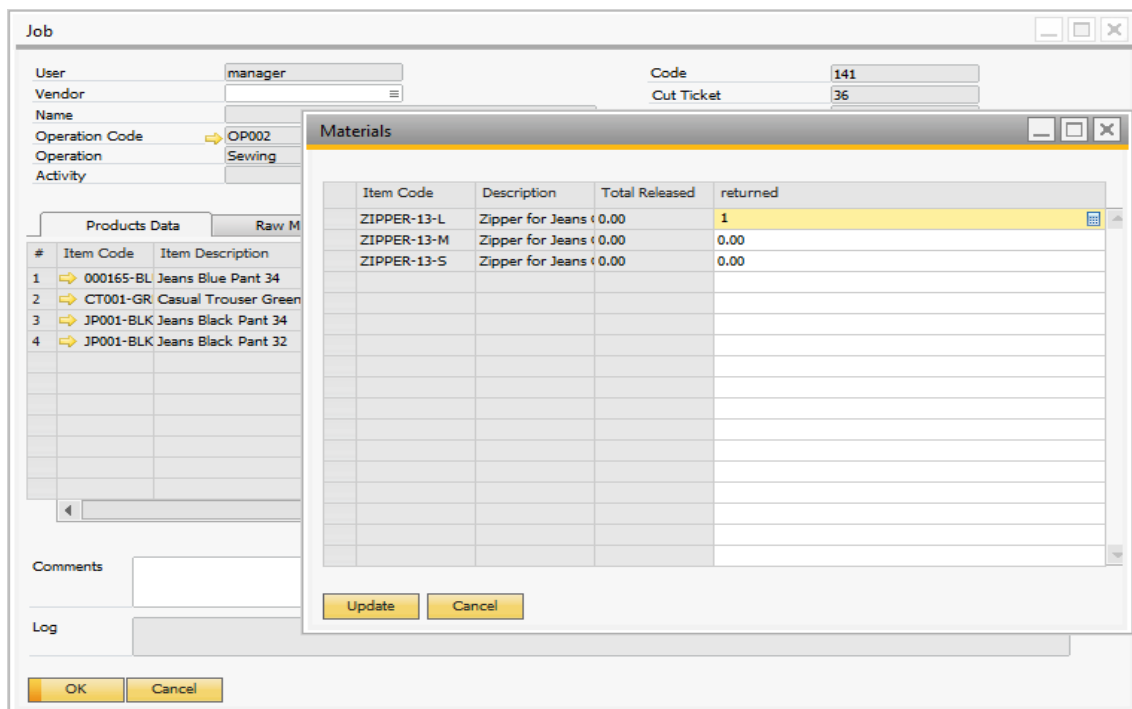 Job
User manager Code 141
Vendor Cut Ticket 36
Name
Operation Code OP002
Operation Sewing
Activity
Products Data Raw M
# Item Code Item Description
1 000165-BL Jeans Blue Pant 34
2 CT001-GR Casual Trouser Green
3 JP001-BLK Jeans Black Pant 34
4 JP001-BLK Jeans Black Pant 32
Comments
Log
OK Cancel
Materials
Item Code Description Total Released returned
ZIPPER-13-L Zipper for Jeans 0.00 1
ZIPPER-13-M Zipper for Jeans 0.00 0.00
ZIPPER-13-S Zipper for Jeans 0.00 0.00
Update Cancel